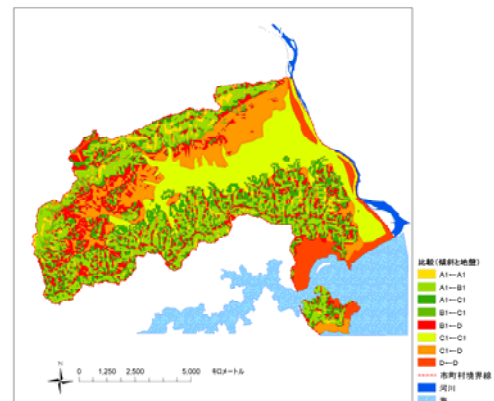 比較(傾斜と地盤)
A1---A1
A1---B1
A1---C1
B1---C1
B1---D
C1---C1
C1---D
D---D
市町村境界線
河川
海
N
0 1,250 2,500 5,000 キロメートル